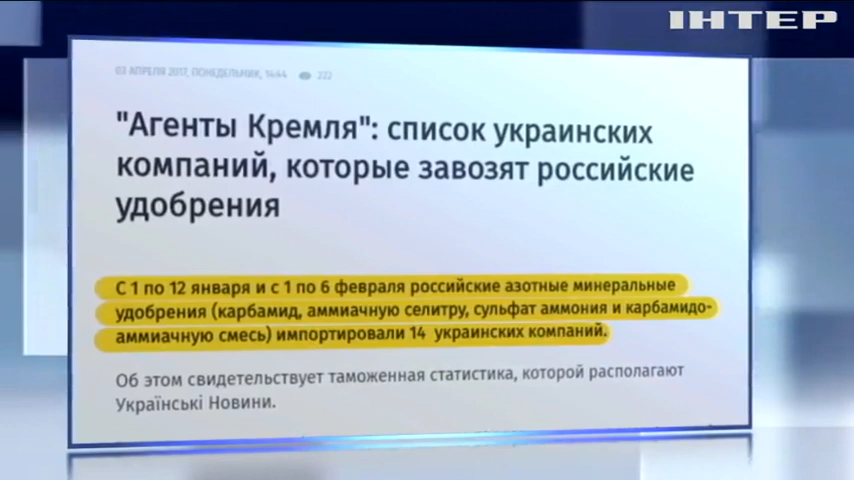 ІНТЕР
03 АПРЕЛЯ 2017, ПОНЕДЕЛЬНИК, 14:44 232
"Агенты Кремля": список украинских
компаний, которые завозят российские
удобрения
С 1 по 12 января и с 1 по 6 февраля российские азотные минеральные
удобрения (карбамид, аммиачную селитру, сульфат аммония и карбамидо-
аммиачную смесь) импортировали 14 украинских компаний.
Об этом свидетельствует таможенная статистика, которой располагают
Українські Новини.